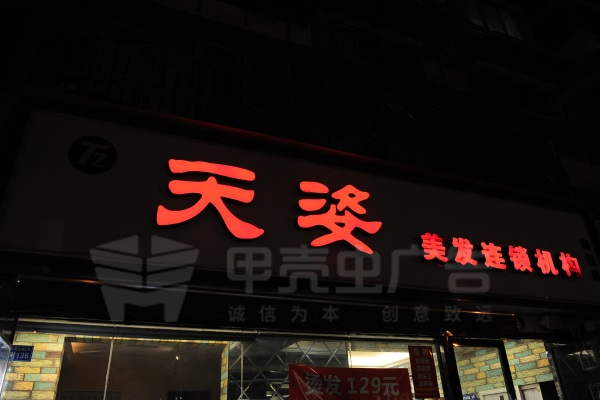 TZ
天姿
美发连锁机构
甲壳虫广告
诚信为本 创意致远
烫发 129元
138